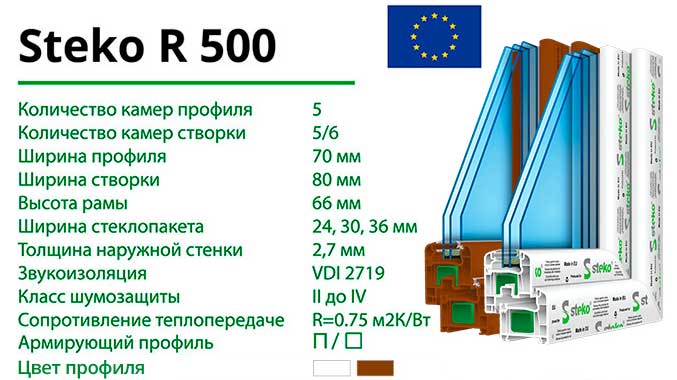 Steko R 500
Количество камер профиля 5
Количество камер створки 5/6
Ширина профиля 70 мм
Ширина створки 80 мм
Высота рамы 66 мм
Ширина стеклопакета 24, 30, 36 мм
Толщина наружной стенки 2,7 мм
Звукоизоляция VDI 2719
Класс шумозащиты II до IV
Сопротивление теплопередаче R=0.75 м2К/Вт
Армирующий профиль П / □
Цвет профиля
steko
steko
steko
steko
Made in EU